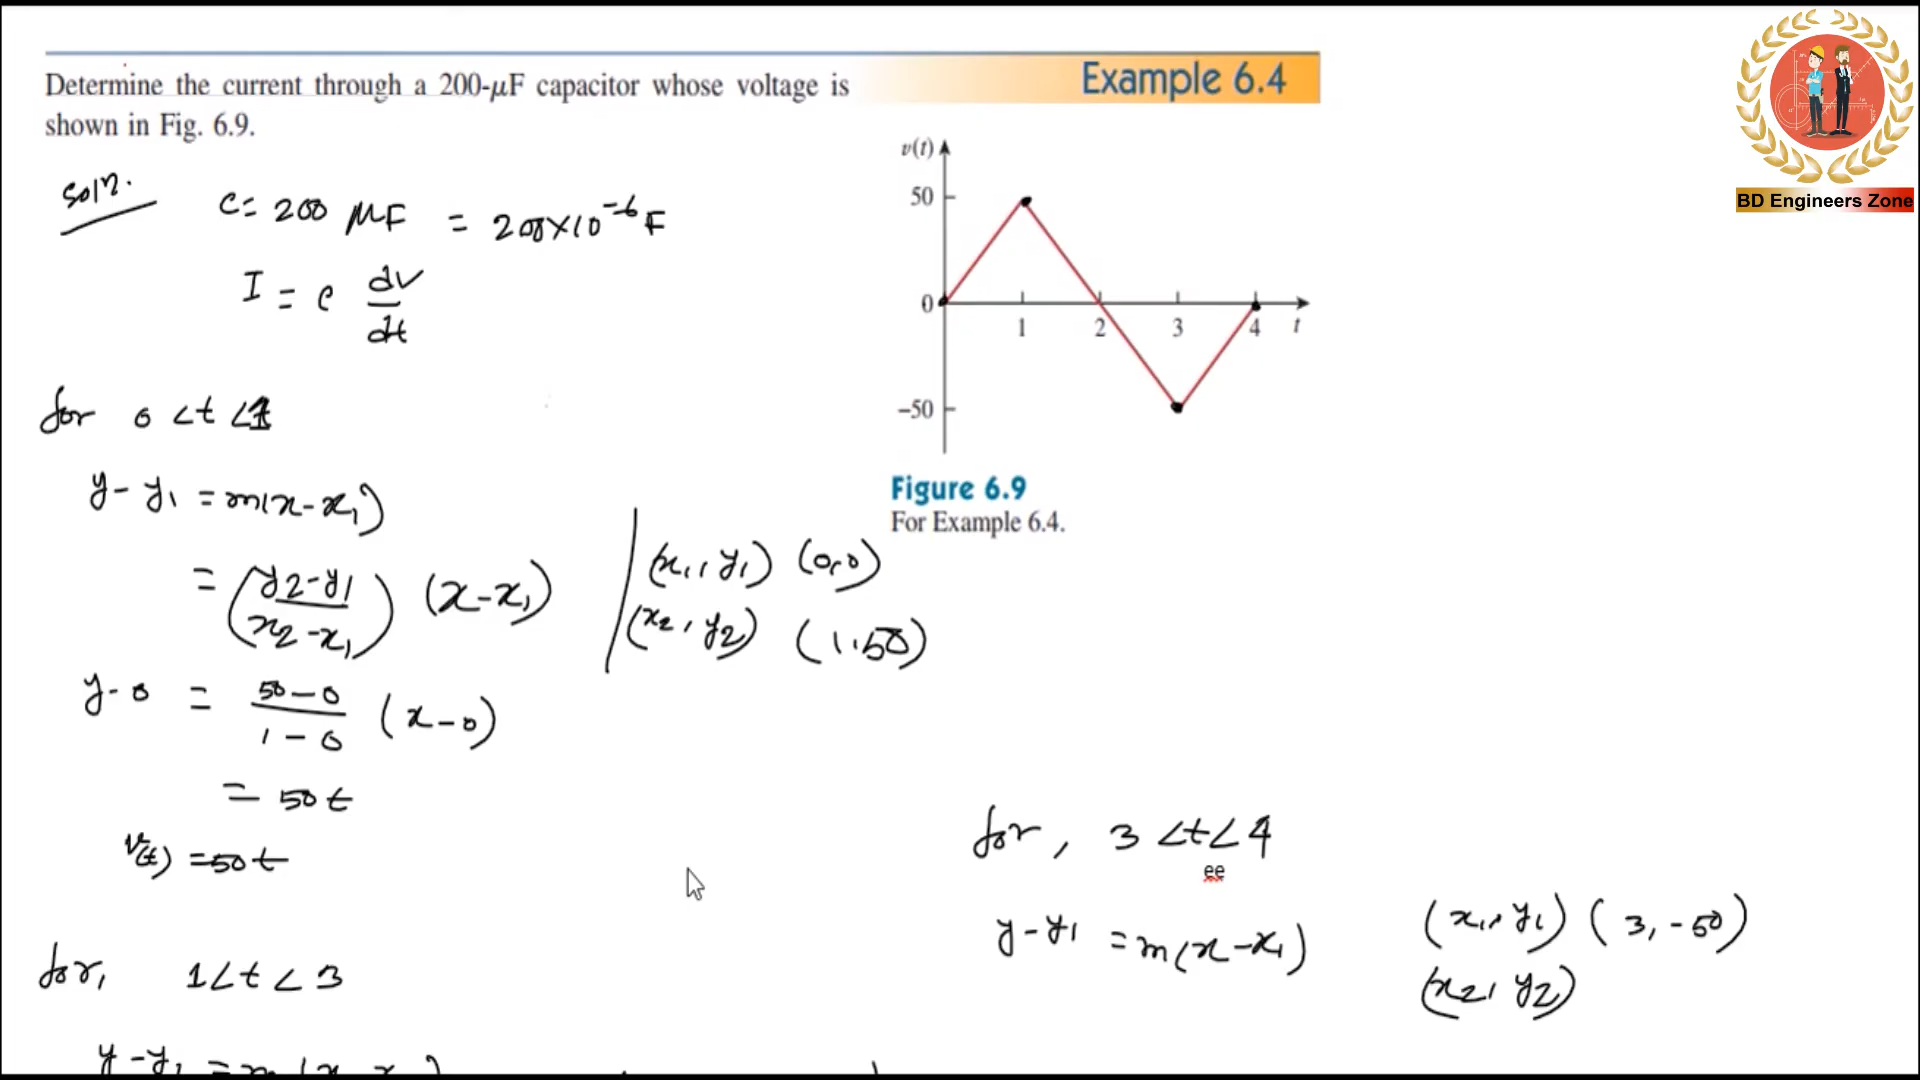 Determine the current through a 200-μF capacitor whose voltage is
shown in Fig. 6.9.
Example 6.4
BD Engineers Zone
Soln.
C = 200 μF = 200×10⁻⁶ F
I = C dv/dt
v(t)
50
0
-50
1 2 3 4 t
Figure 6.9
For Example 6.4.
for 0 <t <1
y - y₁ = m(x - x₁)
= (y₂-y₁/x₂-x₁) (x-x₁)
(x₁, y₁) (0,0)
(x₂, y₂) (1.50)
y - 0 = 50-0/1-0 (x-0)
= 50t
v(t) = 50t
for, 1<t<3
y - y₁ = m(x x
for, 3<t<4
ee
y - y₁ = m(x-x₁)
(x₁, y₁) (3, -50)
(x₂, y₂)